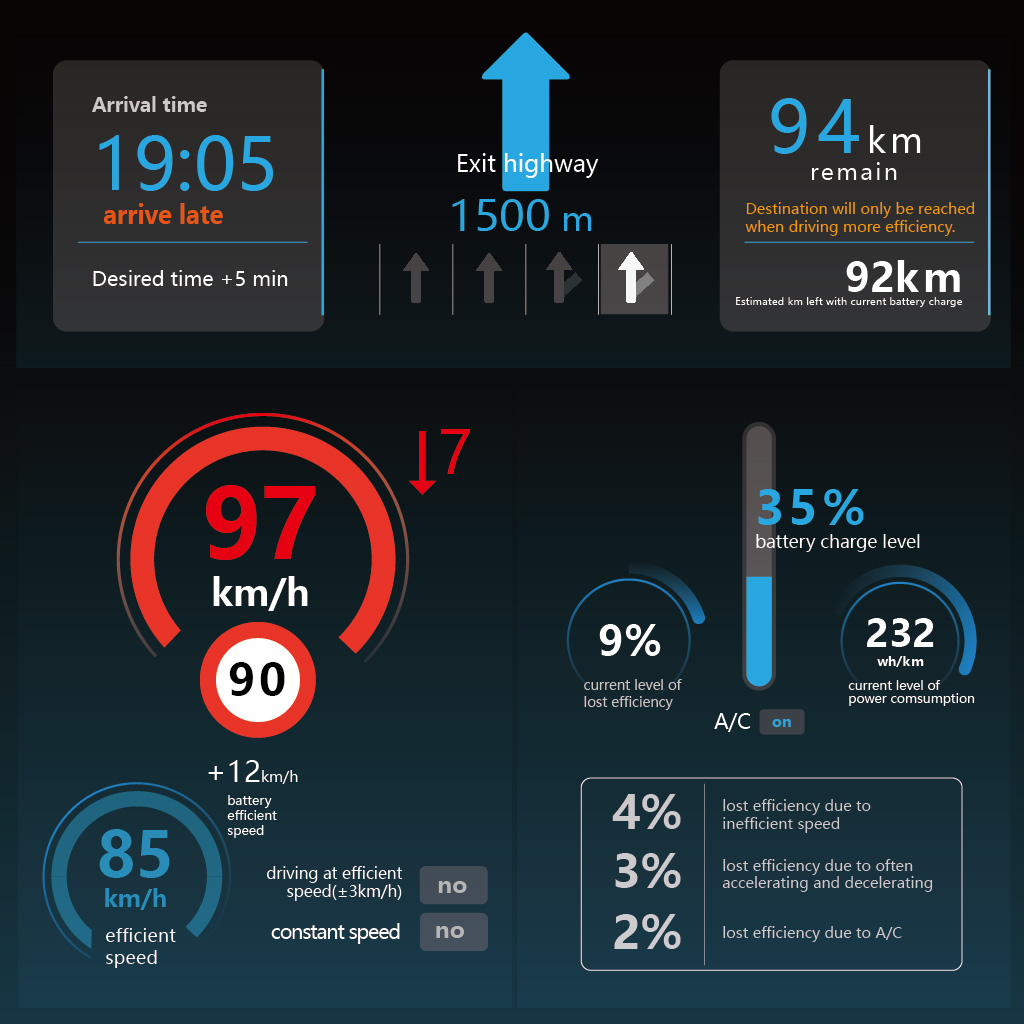 Arrival time
19:05
arrive late
Desired time +5 min
Exit highway
1500 m
94 km
remain
Destination will only be reached
when driving more efficiency.
92km
Estimated km left with current battery charge
97
km/h
↓7
90
+12km/h
battery
efficient
speed
85
km/h
efficient
speed
driving at efficient
speed(±3km/h)
no
constant speed
no
35%
battery charge level
9%
current level of
lost efficiency
232
wh/km
current level of
power comsumption
A/C on
4%
lost efficiency due to
inefficient speed
3%
lost efficiency due to often
accelerating and decelerating
2%
lost efficiency due to A/C